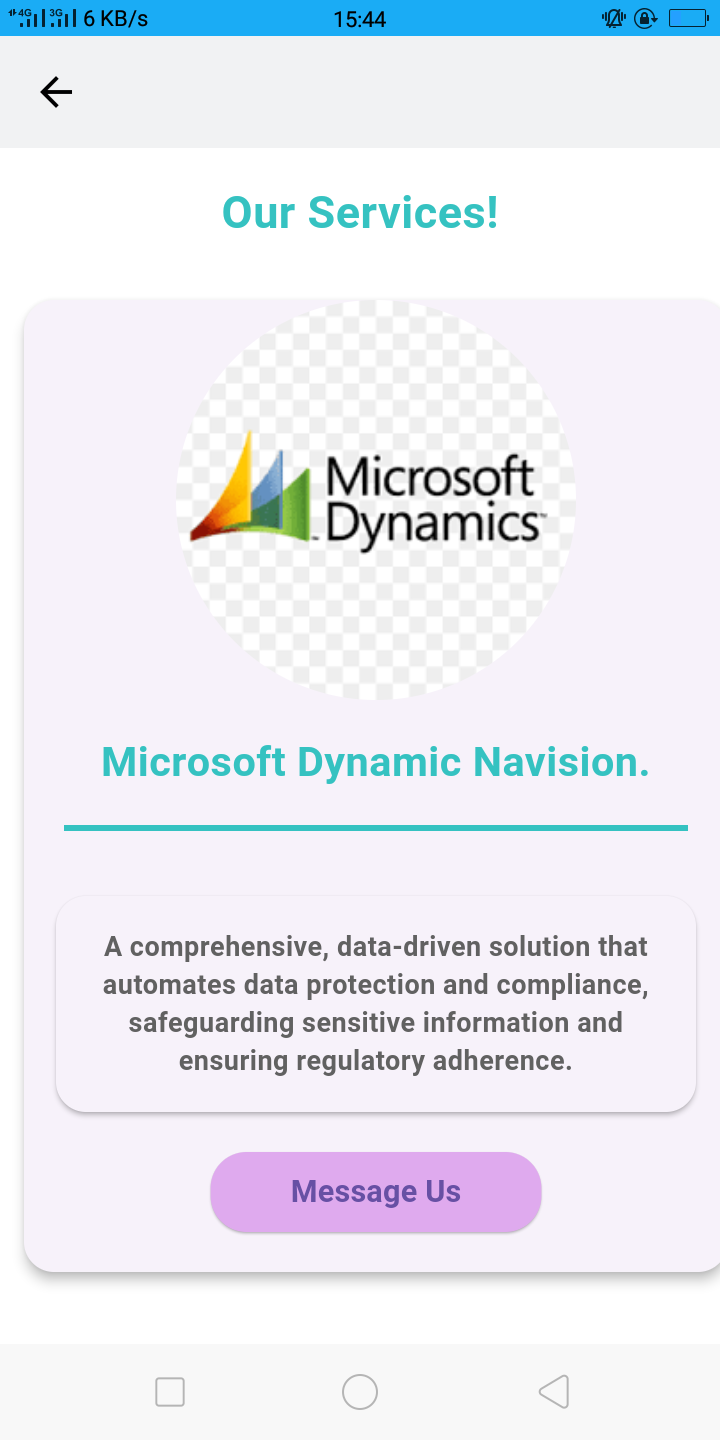 4G 3G 6 KB/s 15:44
Our Services!
Microsoft
Dynamics™
Microsoft Dynamic Navision.
A comprehensive, data-driven solution that
automates data protection and compliance,
safeguarding sensitive information and
ensuring regulatory adherence.
Message Us